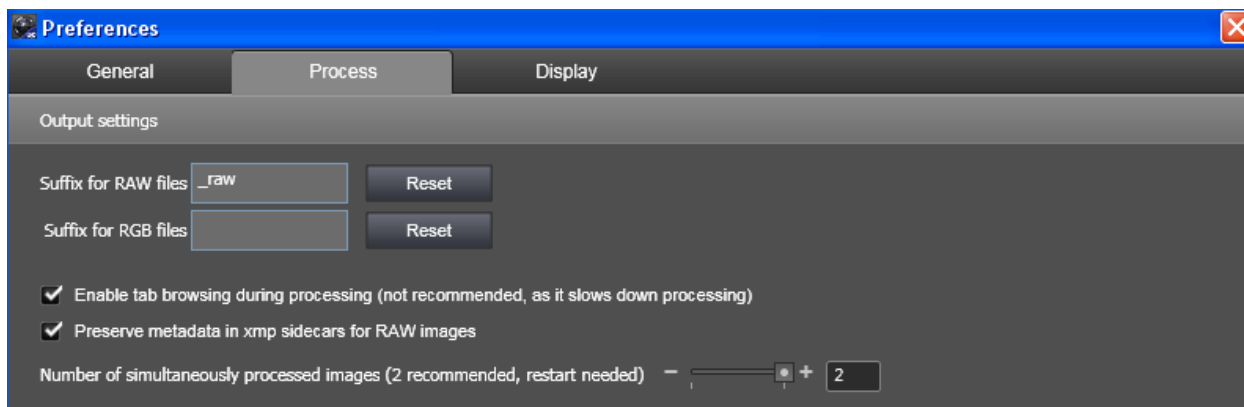 Preferences
General Process Display
Output settings
Suffix for RAW files _raw Reset
Suffix for RGB files Reset
Enable tab browsing during processing (not recommended, as it slows down processing)
Preserve metadata in xmp sidecars for RAW images
Number of simultaneously processed images (2 recommended, restart needed) − + 2